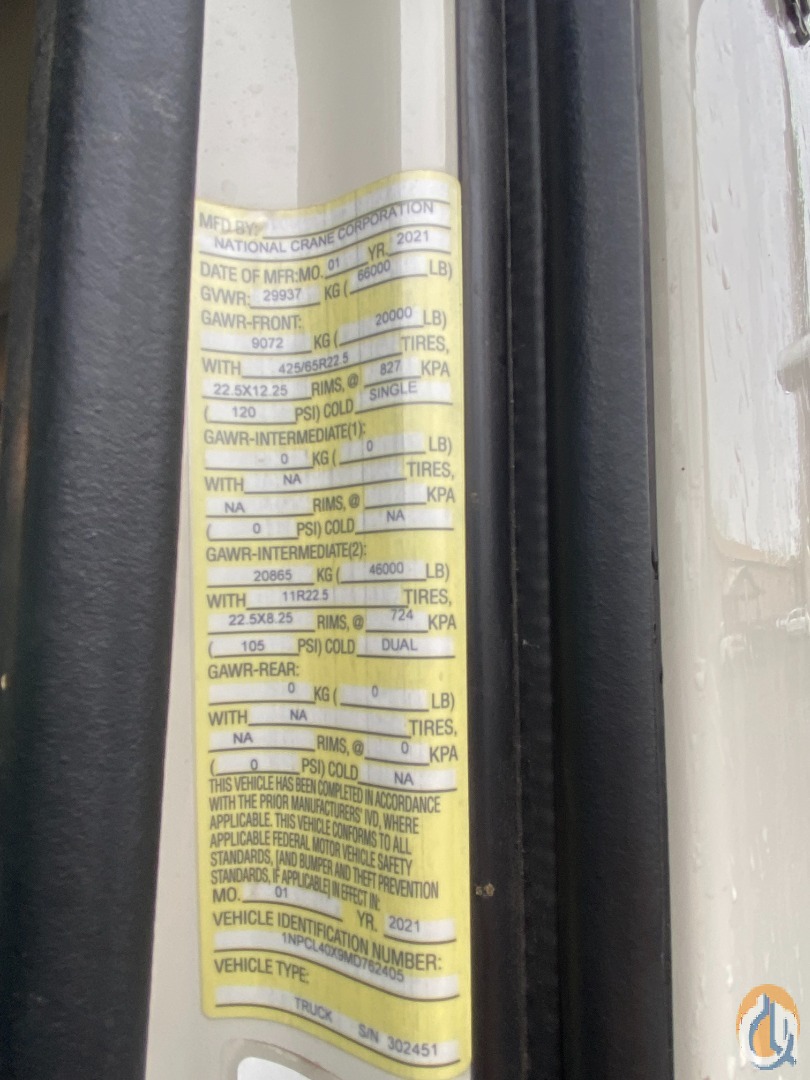 MFD BY:
NATIONAL CRANE CORPORATION
DATE OF MFR:MO. 01 YR. 2021
GVWR: 29937 KG ( 66000 LB)
GAWR-FRONT:
9072 KG ( 20000 LB)
WITH 425/65R22.5 TIRES,
22.5X12.25 RIMS, @ 827 KPA
( 120 PSI) COLD SINGLE
GAWR-INTERMEDIATE(1):
0 KG ( 0 LB)
WITH NA TIRES,
NA RIMS, @ KPA
( 0 PSI) COLD NA
GAWR-INTERMEDIATE(2):
20865 KG ( 46000 LB)
WITH 11R22.5 TIRES,
22.5X8.25 RIMS, @ 724 KPA
( 105 PSI) COLD DUAL
GAWR-REAR:
0 KG ( 0 LB)
WITH NA TIRES,
NA RIMS, @ 0 KPA
( 0 PSI) COLD NA
THIS VEHICLE HAS BEEN COMPLETED IN ACCORDANCE
WITH THE PRIOR MANUFACTURERS' IVD, WHERE
APPLICABLE. THIS VEHICLE CONFORMS TO ALL
APPLICABLE FEDERAL MOTOR VEHICLE SAFETY
STANDARDS, [AND BUMPER AND THEFT PREVENTION
STANDARDS, IF APPLICABLE] IN EFFECT IN:
MO. 01 YR. 2021
VEHICLE IDENTIFICATION NUMBER:
1NPCL40X9MD762405
VEHICLE TYPE:
TRUCK S/N 302451